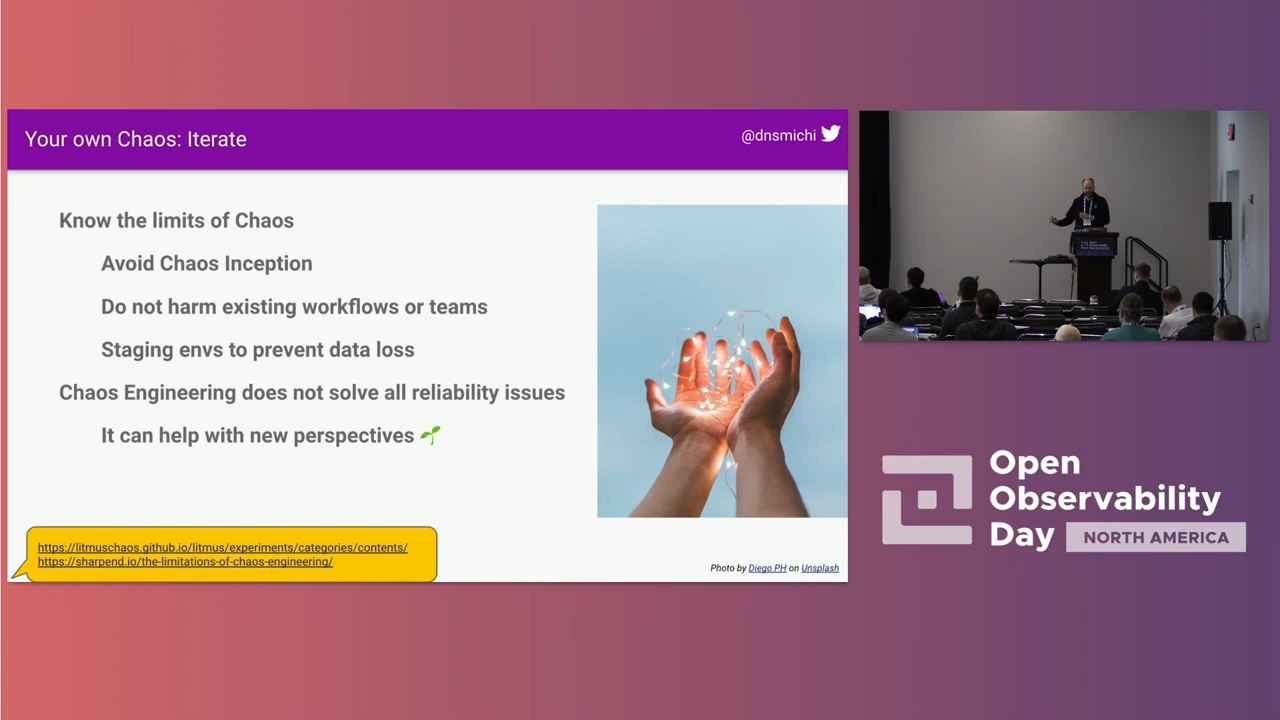 Your own Chaos: Iterate
@dnsmichi
Know the limits of Chaos
Avoid Chaos Inception
Do not harm existing workflows or teams
Staging envs to prevent data loss
Chaos Engineering does not solve all reliability issues
It can help with new perspectives 🌱
https://litmuschaos.github.io/litmus/experiments/categories/contents/
https://sharpend.io/the-limitations-of-chaos-engineering/
Photo by Diego PH on Unsplash
Open
Observability
Day NORTH AMERICA